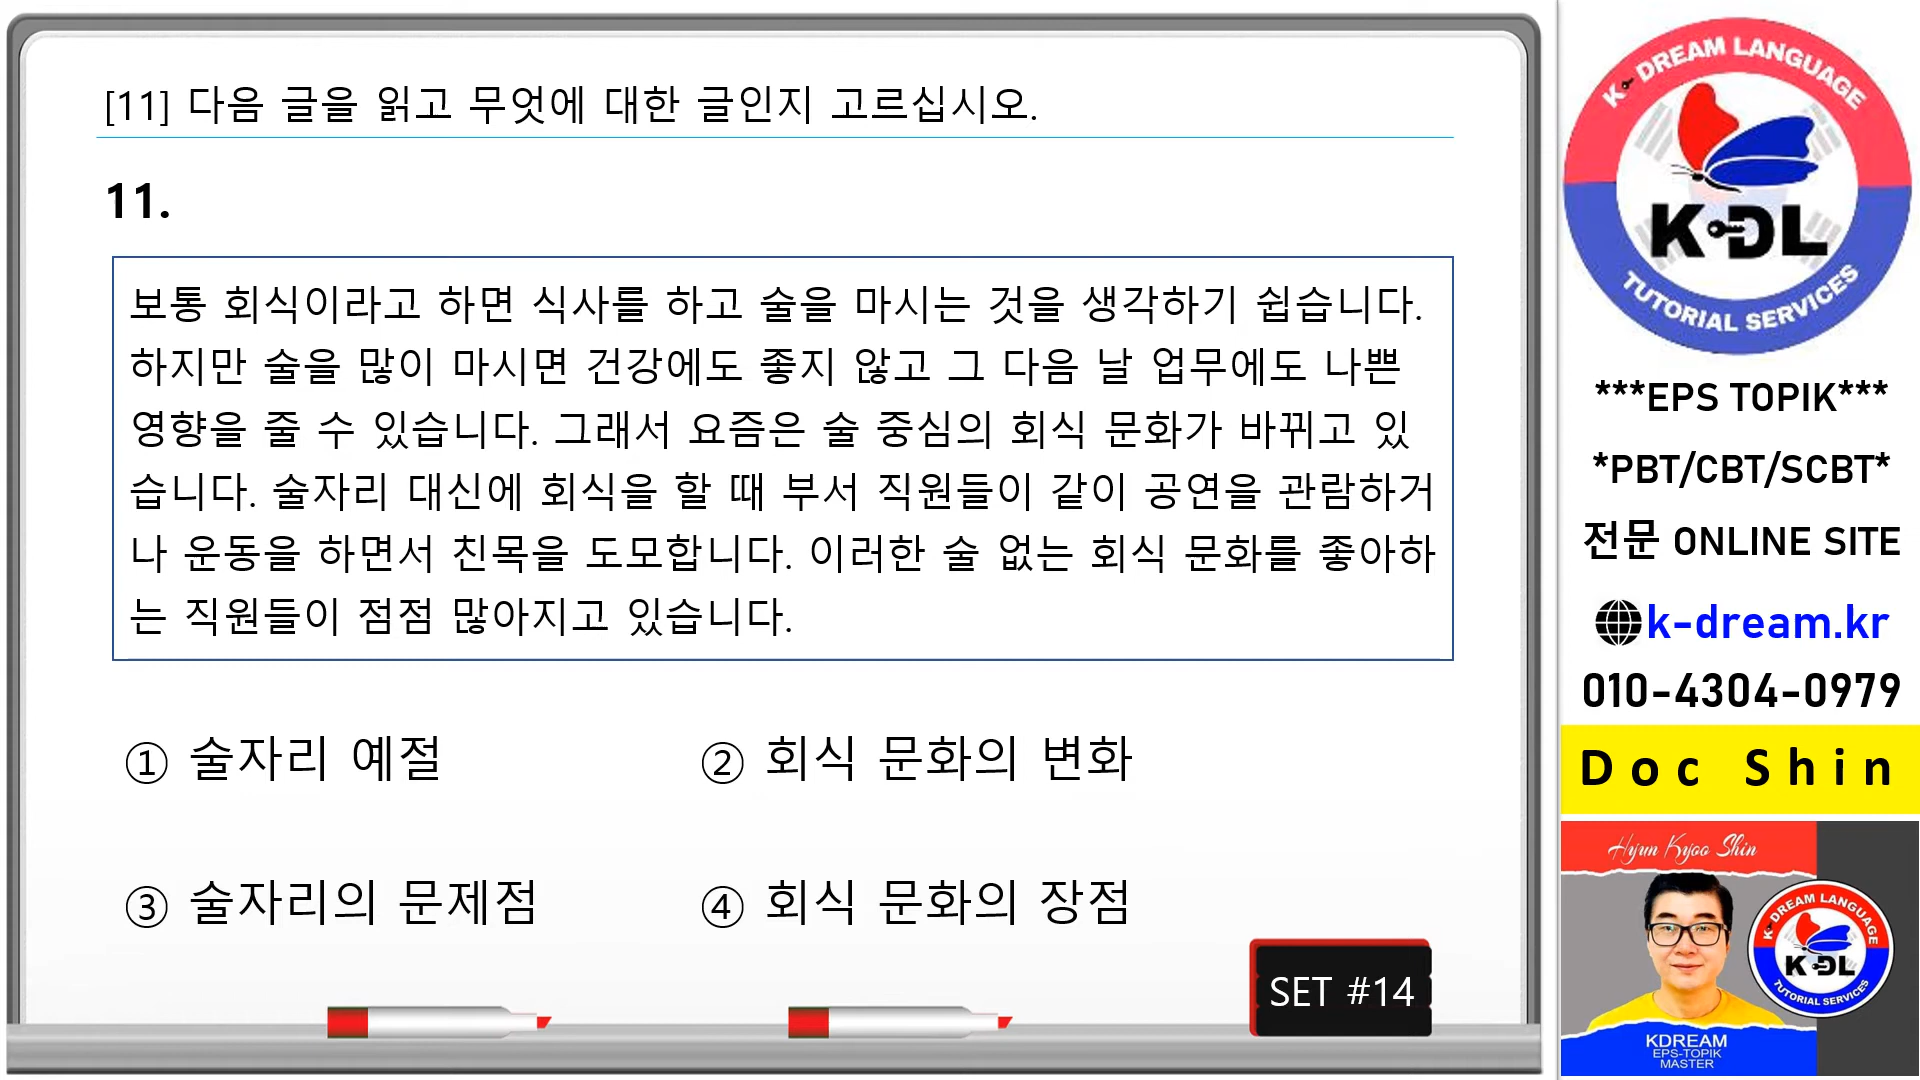 [11] 다음 글을 읽고 무엇에 대한 글인지 고르십시오.
11.
보통 회식이라고 하면 식사를 하고 술을 마시는 것을 생각하기 쉽습니다.
하지만 술을 많이 마시면 건강에도 좋지 않고 그 다음 날 업무에도 나쁜
영향을 줄 수 있습니다. 그래서 요즘은 술 중심의 회식 문화가 바뀌고 있
습니다. 술자리 대신에 회식을 할 때 부서 직원들이 같이 공연을 관람하거
나 운동을 하면서 친목을 도모합니다. 이러한 술 없는 회식 문화를 좋아하
는 직원들이 점점 많아지고 있습니다.
① 술자리 예절
② 회식 문화의 변화
③ 술자리의 문제점
④ 회식 문화의 장점
SET #14
K-DREAM LANGUAGE
K-DL
TUTORIAL SERVICES
***EPS TOPIK***
*PBT/CBT/SCBT*
전문 ONLINE SITE
k-dream.kr
010-4304-0979
Doc Shin
Hyun Kyoo Shin
K-DREAM LANGUAGE
K-DL
TUTORIAL SERVICES
KDREAM
EPS-TOPIK
MASTER